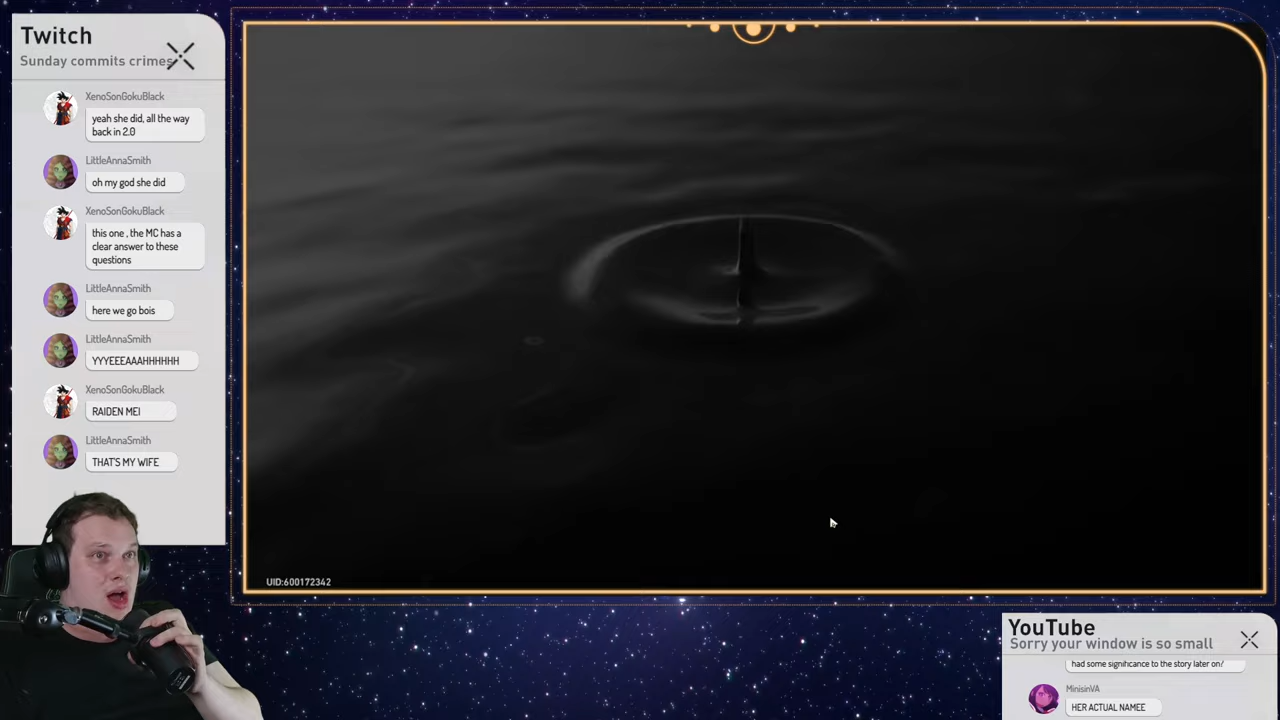 Twitch
Sunday commits crimes
XenoSonGokuBlack
yeah she did, all the way
back in 2.0
LittleAnnaSmith
oh my god she did
XenoSonGokuBlack
this one , the MC has a
clear answer to these
questions
LittleAnnaSmith
here we go bois
LittleAnnaSmith
YYYEEEAAAHHHHHH
XenoSonGokuBlack
RAIDEN MEI
LittleAnnaSmith
THAT'S MY WIFE
UID:600172342
YouTube
Sorry your window is so small
had some significance to the story later on?
MinisinVA
HER ACTUAL NAMEE